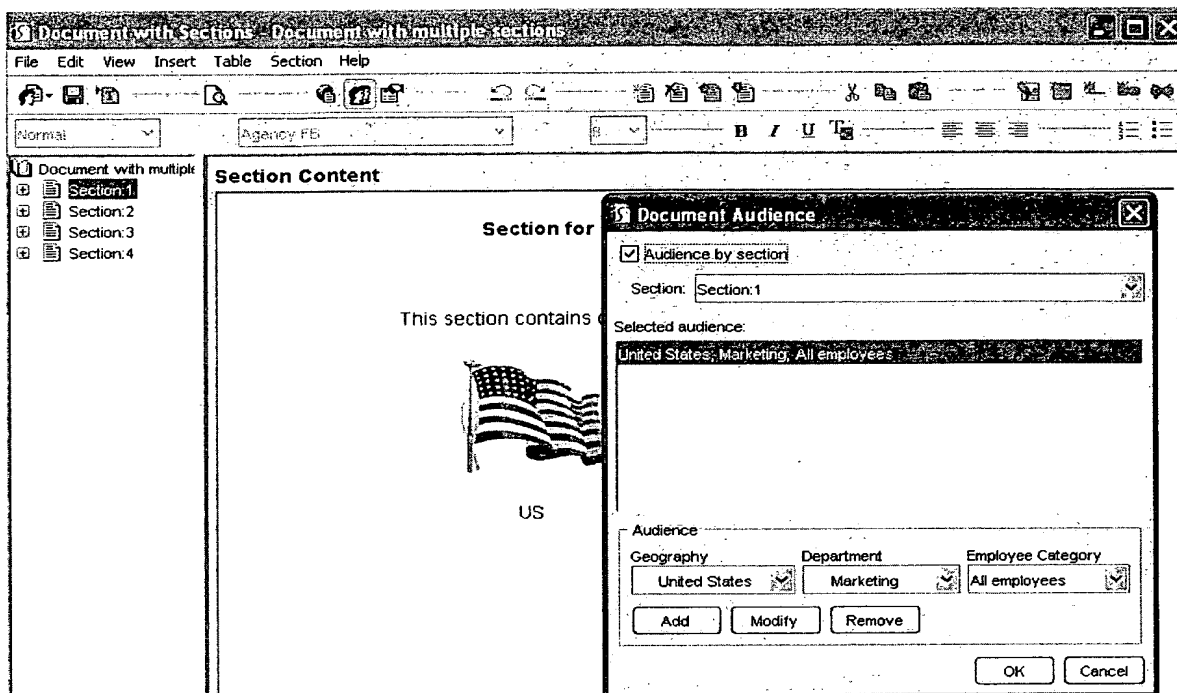 Document with Sections - Document with multiple sections
File Edit View Insert Table Section Help
Normal Agency FB 8 B I U T
Document with multiple
Section:1
Section:2
Section:3
Section:4
Section Content
Section for
This section contains
US
Document Audience
Audience by section
Section: Section:1
Selected audience:
United States, Marketing, All employees
Audience
Geography Department Employee Category
United States Marketing All employees
Add Modify Remove
OK Cancel